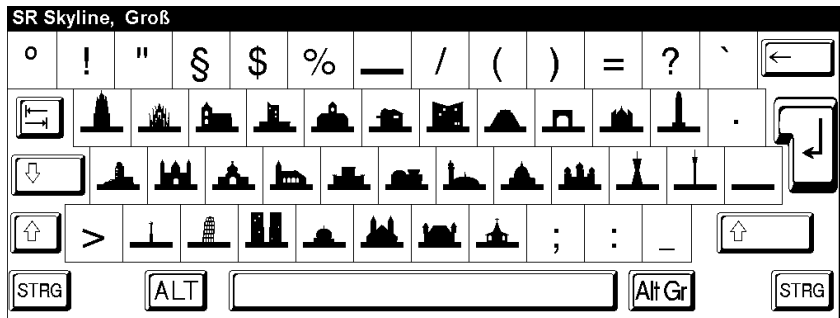 SR Skyline, Groß
° ! " § $ % / ( ) = ? `
.
> ; : _
STRG ALT Alt Gr STRG